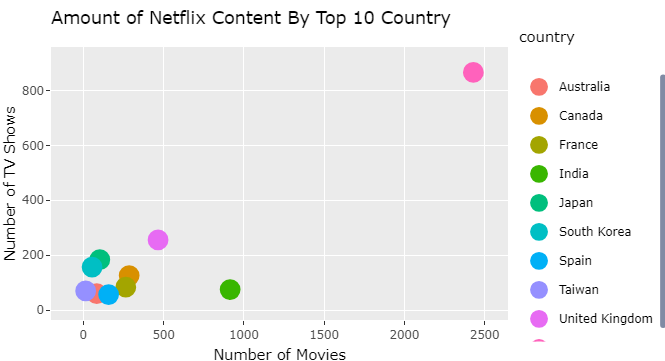 Amount of Netflix Content By Top 10 Country
country
Number of TV Shows
800
600
400
200
0
0 500 1000 1500 2000 2500
Number of Movies
Australia
Canada
France
India
Japan
South Korea
Spain
Taiwan
United Kingdom